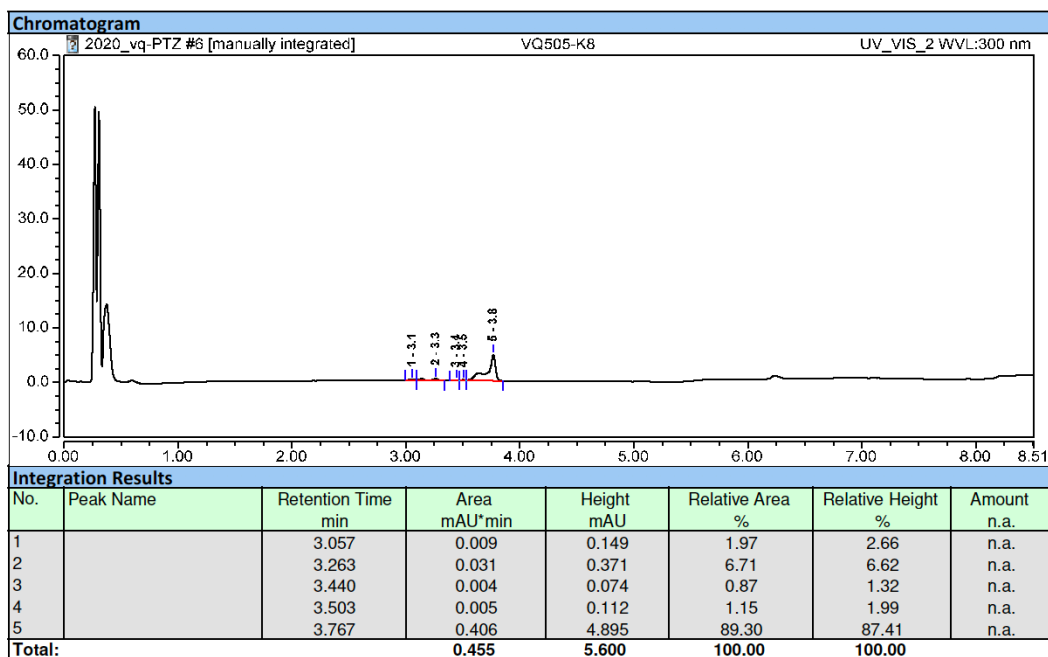 Chromatogram
2020_vq-PTZ #6 [manually integrated] VQ505-K8 UV_VIS_2 WVL:300 nm
60.0
50.0
40.0
30.0
20.0
10.0
0.0
-10.0
1 - 3.1
2 - 3.3
3 - 3.4
4 - 3.5
5 - 3.8
0.00 1.00 2.00 3.00 4.00 5.00 6.00 7.00 8.00 8.51
Integration Results
No. Peak Name Retention Time Area Height Relative Area Relative Height Amount
min mAU*min mAU % % n.a.
1 3.057 0.009 0.149 1.97 2.66 n.a.
2 3.263 0.031 0.371 6.71 6.62 n.a.
3 3.440 0.004 0.074 0.87 1.32 n.a.
4 3.503 0.005 0.112 1.15 1.99 n.a.
5 3.767 0.406 4.895 89.30 87.41 n.a.
Total: 0.455 5.600 100.00 100.00